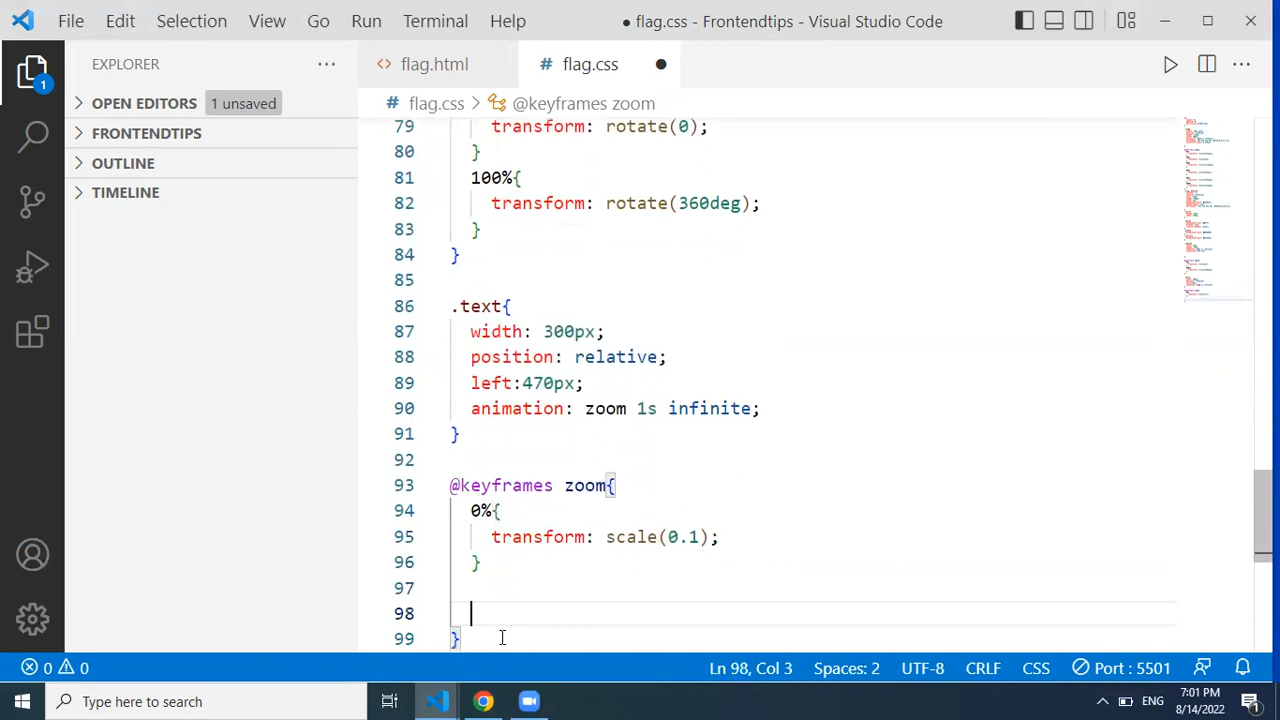 File Edit Selection View Go Run Terminal Help ● flag.css - Frontendtips - Visual Studio Code
EXPLORER ···
<> flag.html # flag.css ●
OPEN EDITORS 1 unsaved
# flag.css > @keyframes zoom
FRONTENDTIPS
OUTLINE
TIMELINE
1
79 transform: rotate(0);
80 }
81 100%{
82 transform: rotate(360deg);
83 }
84 }
85
86 .text{
87 width: 300px;
88 position: relative;
89 left:470px;
90 animation: zoom 1s infinite;
91 }
92
93 @keyframes zoom{
94 0%{
95 transform: scale(0.1);
96 }
97
98
99 }
0 0 Ln 98, Col 3 Spaces: 2 UTF-8 CRLF CSS Port : 5501
Type here to search ENG 7:01 PM
8/14/2022 1